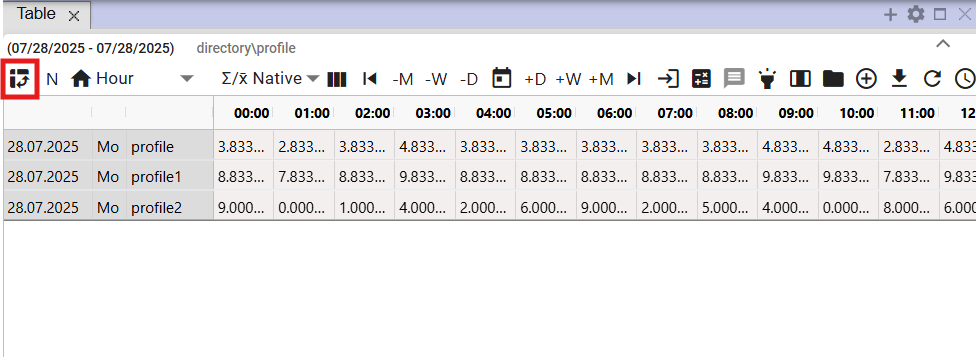 Table
(07/28/2025 - 07/28/2025) directory\profile
N Hour Σ/x̄ Native -M -W -D +D +W +M
00:00 01:00 02:00 03:00 04:00 05:00 06:00 07:00 08:00 09:00 10:00 11:00 12
28.07.2025 Mo profile 3.833... 2.833... 3.833... 4.833... 3.833... 3.833... 3.833... 3.833... 3.833... 4.833... 4.833... 2.833... 4.833
28.07.2025 Mo profile1 8.833... 7.833... 8.833... 9.833... 8.833... 8.833... 8.833... 8.833... 8.833... 9.833... 9.833... 7.833... 9.833
28.07.2025 Mo profile2 9.000... 0.000... 1.000... 4.000... 2.000... 6.000... 9.000... 2.000... 5.000... 4.000... 0.000... 8.000... 6.000